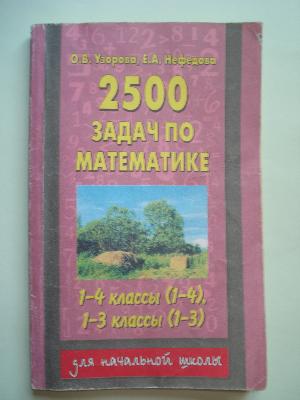 О.В. Узорова, Е.А. Нефёдова
2500
ЗАДАЧ ПО
МАТЕМАТИКЕ
1–4 классы (1–4),
1–3 классы (1–3)
для начальной школы